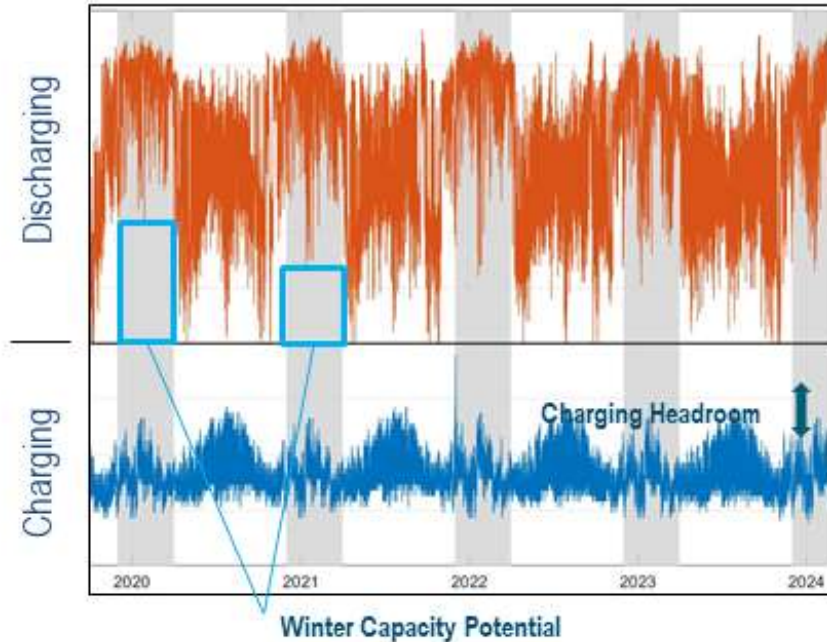 Discharging
Charging
Charging Headroom
2020 2021 2022 2023 2024
Winter Capacity Potential